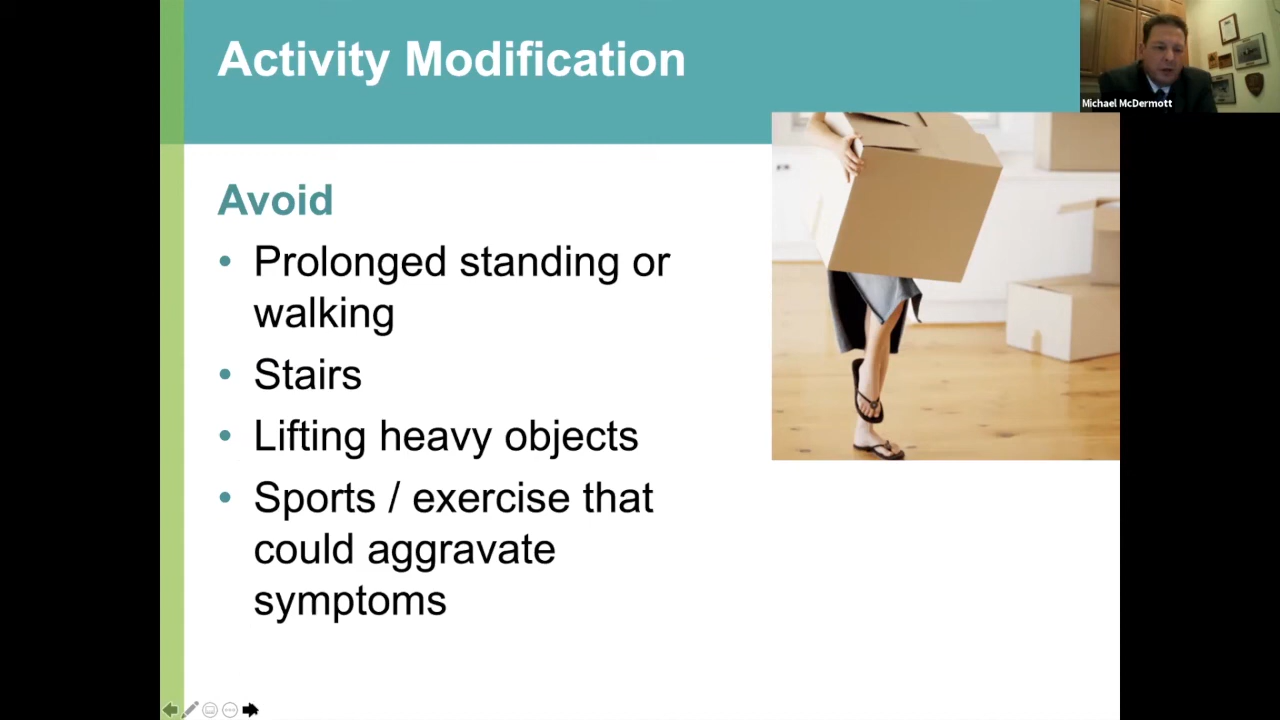 Activity Modification
Michael McDermott
Avoid
• Prolonged standing or
walking
• Stairs
• Lifting heavy objects
• Sports / exercise that
could aggravate
symptoms